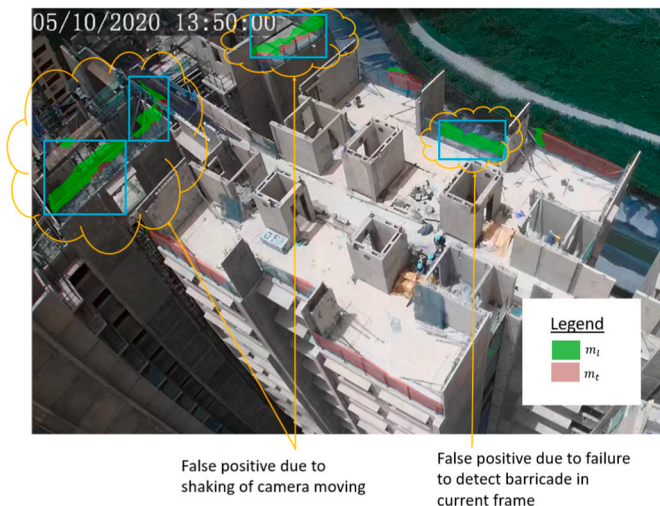 05/10/2020 13:50:00
Legend
m_l
m_t
False positive due to
shaking of camera moving
False positive due to failure
to detect barricade in
current frame